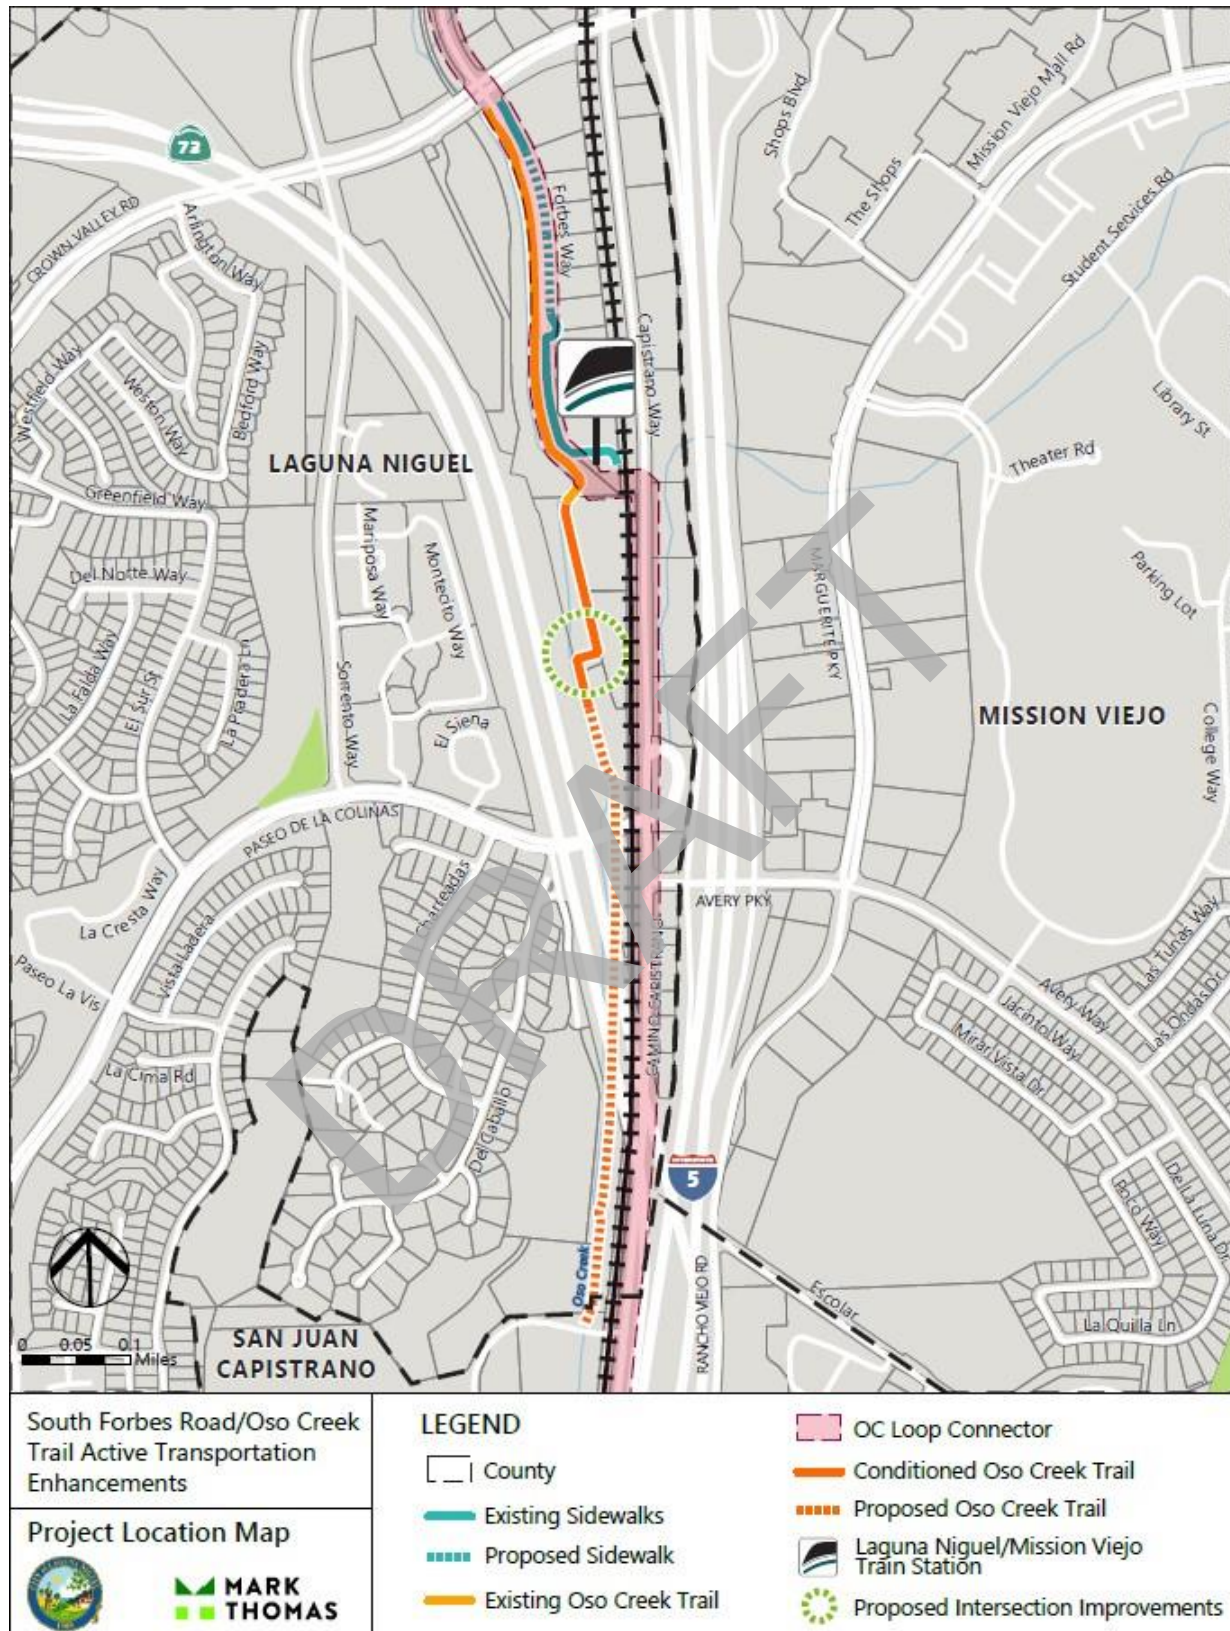 73
CROWN VALLEY RD
Arlington Way
Westfield Way
Weston Way
Bedford Way
Greenfield Way
LAGUNA NIGUEL
Forbes Way
Capistrano Way
Shops Blvd
The Shops
Mission Viejo Mall Rd
Student Services Rd
Library St
Theater Rd
Parking Lot
Del Notte Way
La Falda Way
El Sur St
La Pradera Ln
Mariposa Way
Montecito Way
Sorrento Way
El Siena
MARGUERITE PKY
MISSION VIEJO
College Way
PASEO DE LA COLINAS
La Cresta Way
Paseo La Vis
Vista Ladera
Charreadas
La Cima Rd
Del Caballo
AVERY PKY
CAMINO CAPISTRANO
Avery Way
Jacinto Way
Mirar Vista Dr
Las Tunas Way
Las Ondas Dr
Poco Way
De La Luna Dr
La Quilla Ln
5
RANCHO VIEJO RD
Escolar
Oso Creek
SAN JUAN
CAPISTRANO
0 0.05 0.1
Miles
DRAFT
South Forbes Road/Oso Creek
Trail Active Transportation
Enhancements
Project Location Map
MARK
THOMAS
LEGEND
County
Existing Sidewalks
Proposed Sidewalk
Existing Oso Creek Trail
OC Loop Connector
Conditioned Oso Creek Trail
Proposed Oso Creek Trail
Laguna Niguel/Mission Viejo
Train Station
Proposed Intersection Improvements